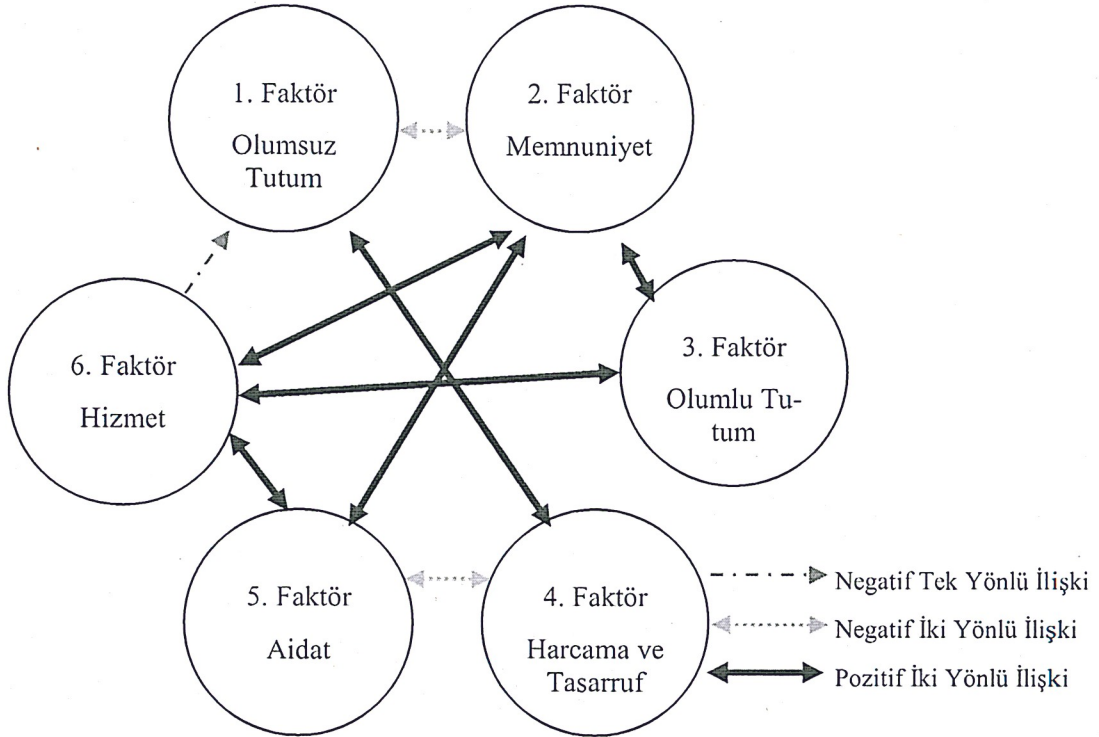 1. Faktör
Olumsuz
Tutum
2. Faktör
Memnuniyet
6. Faktör
Hizmet
3. Faktör
Olumlu Tu-
tum
5. Faktör
Aidat
4. Faktör
Harcama ve
Tasarruf
Negatif Tek Yönlü İlişki
Negatif İki Yönlü İlişki
Pozitif İki Yönlü İlişki